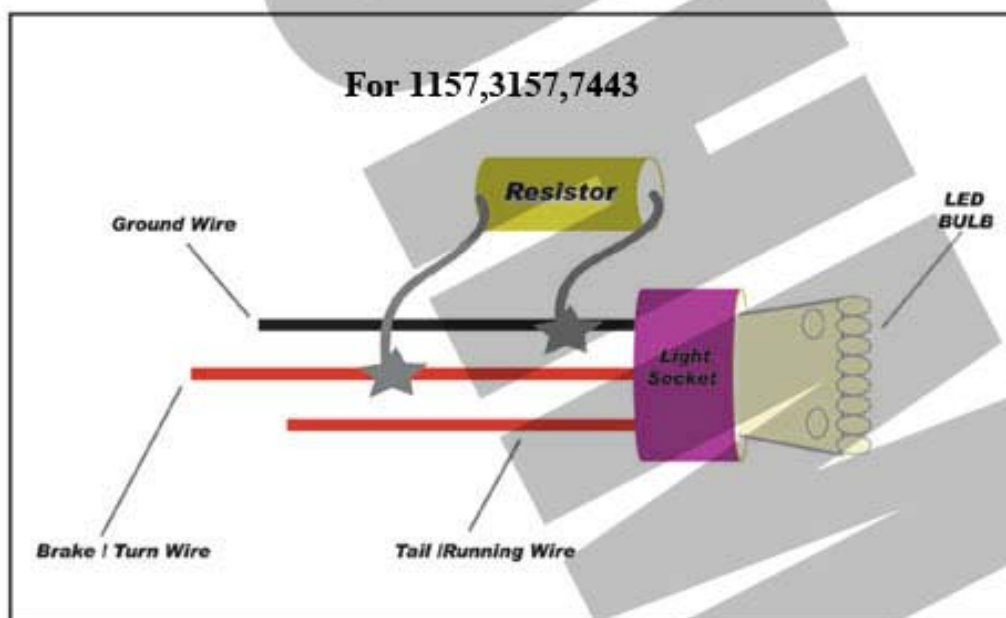 For 1157,3157,7443
Resistor
Ground Wire
LED
BULB
Light
Socket
Brake / Turn Wire
Tail /Running Wire